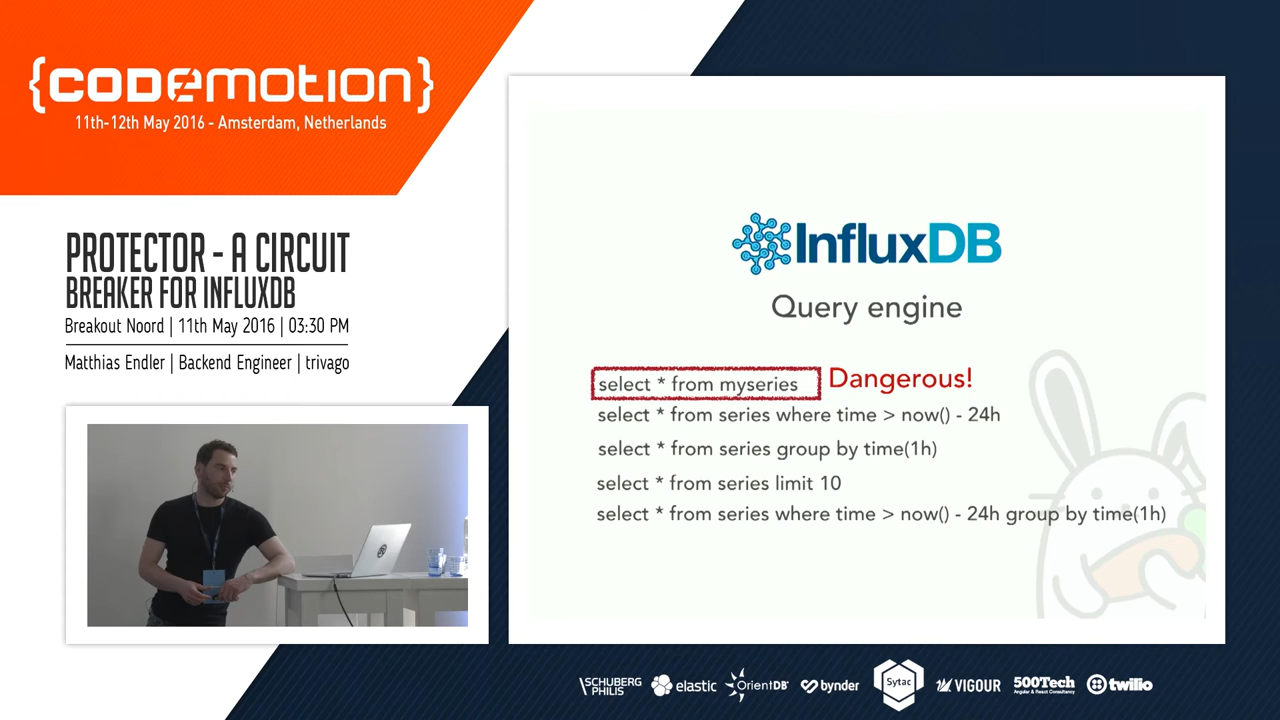 {CODEMOTION}
11th-12th May 2016 - Amsterdam, Netherlands
PROTECTOR - A CIRCUIT
BREAKER FOR INFLUXDB
Breakout Noord | 11th May 2016 | 03:30 PM
Matthias Endler | Backend Engineer | trivago
InfluxDB
Query engine
select * from myseries Dangerous!
select * from series where time > now() - 24h
select * from series group by time(1h)
select * from series limit 10
select * from series where time > now() - 24h group by time(1h)
SCHUBERG
PHILIS
elastic
OrientDB
bynder
Sytac
VIGOUR
500Tech
Angular & React Consultancy
twilio